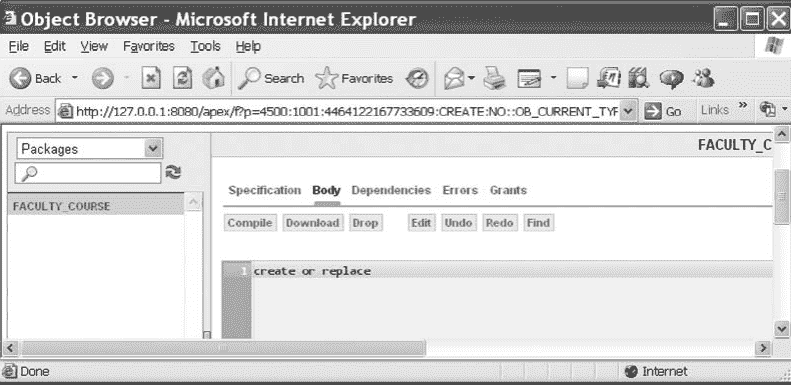 Object Browser - Microsoft Internet Explorer
File Edit View Favorites Tools Help
Back Search Favorites
Address http://127.0.0.1:8080/apex/f?p=4500:1001:4464122167733609:CREATE:NO::OB_CURRENT_TYF Go Links »
Packages FACULTY_C
Specification Body Dependencies Errors Grants
FACULTY_COURSE
Compile Download Drop Edit Undo Redo Find
1 create or replace
Done Internet